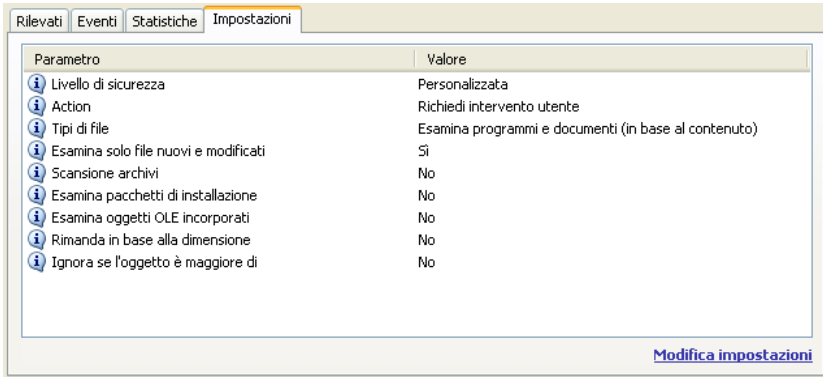 Rilevati Eventi Statistiche Impostazioni
Parametro Valore
Livello di sicurezza Personalizzata
Action Richiedi intervento utente
Tipi di file Esamina programmi e documenti (in base al contenuto)
Esamina solo file nuovi e modificati Sì
Scansione archivi No
Esamina pacchetti di installazione No
Esamina oggetti OLE incorporati No
Rimanda in base alla dimensione No
Ignora se l'oggetto è maggiore di No
Modifica impostazioni